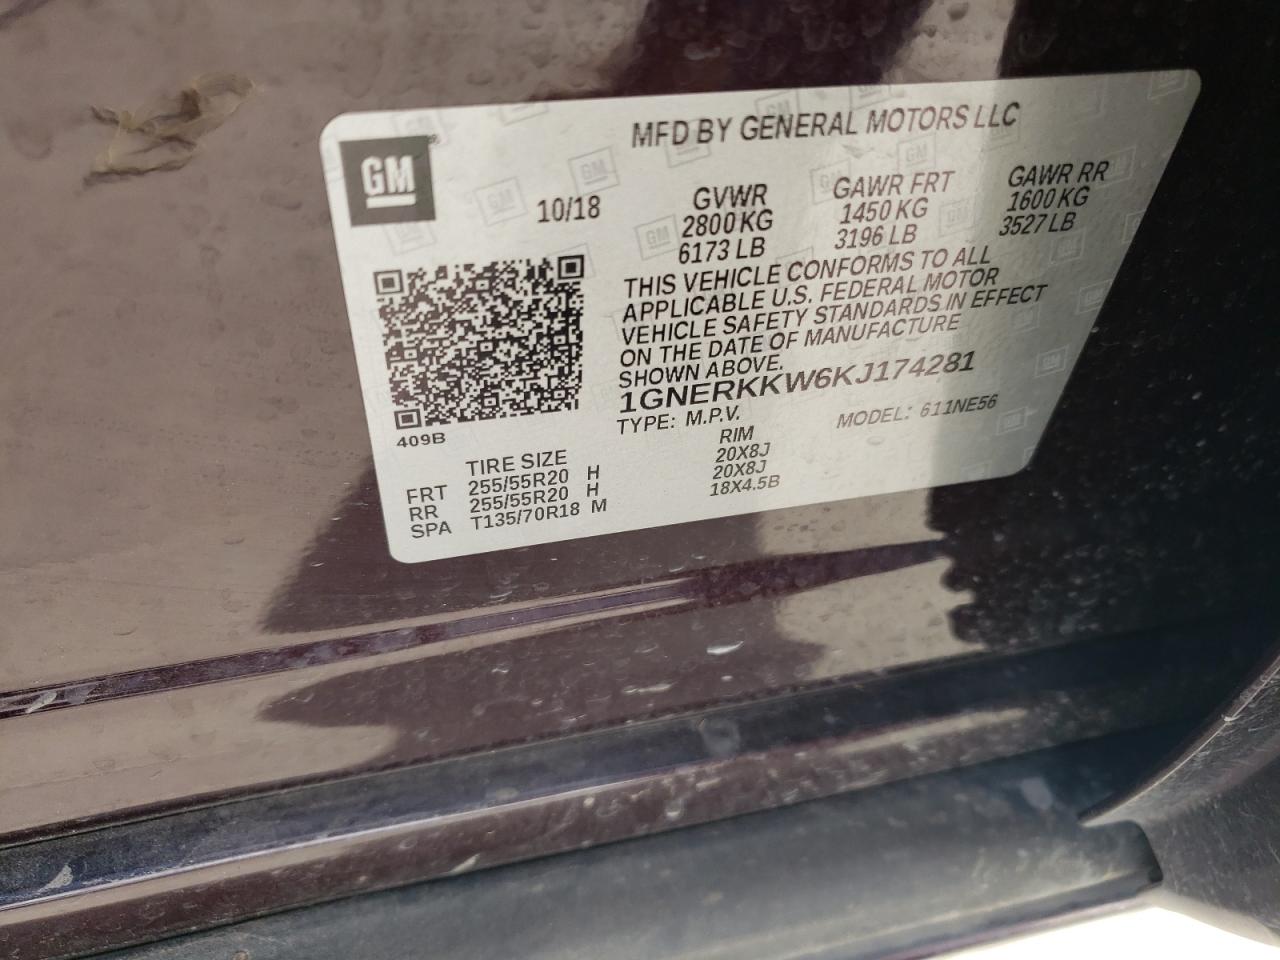 MFD BY GENERAL MOTORS LLC
GM
10/18
GVWR
2800 KG
6173 LB
GAWR FRT
1450 KG
3196 LB
GAWR RR
1600 KG
3527 LB
THIS VEHICLE CONFORMS TO ALL
APPLICABLE U.S. FEDERAL MOTOR
VEHICLE SAFETY STANDARDS IN EFFECT
ON THE DATE OF MANUFACTURE
SHOWN ABOVE.
1GNERKKW6KJ174281
TYPE: M.P.V. MODEL: 611NE56
409B
TIRE SIZE RIM
FRT 255/55R20 H 20X8J
RR 255/55R20 H 20X8J
SPA T135/70R18 M 18X4.5B